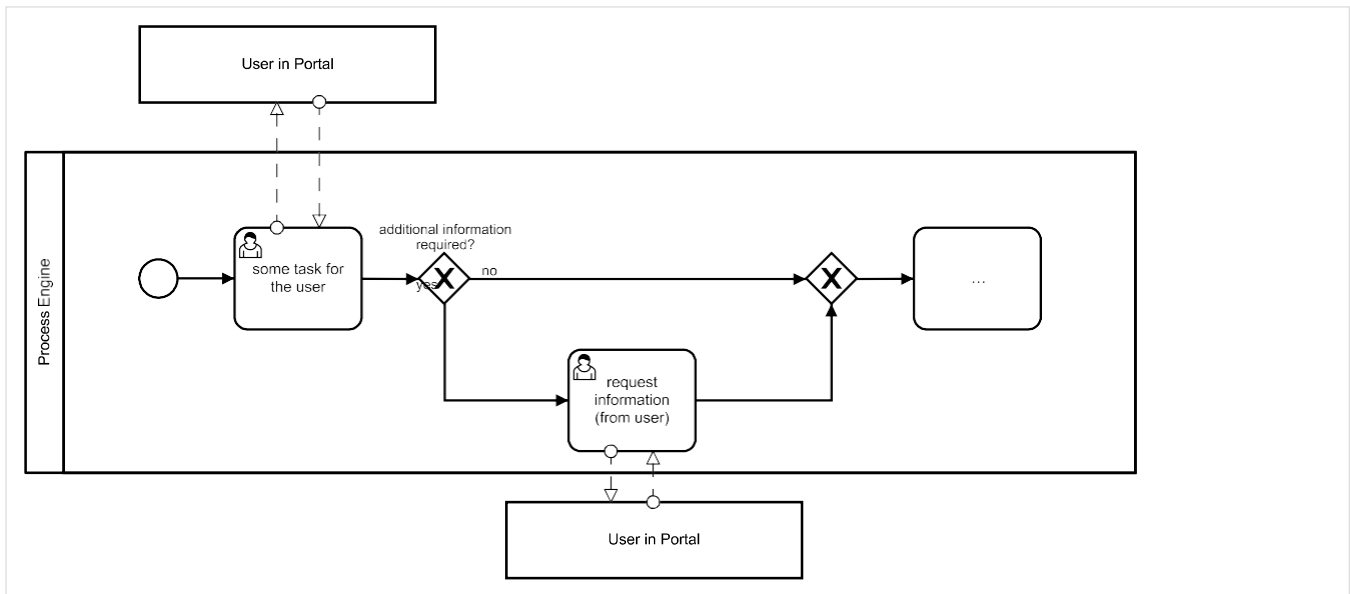 User in Portal
Process Engine
additional information
required?
some task for
the user
yes
no
...
request
information
(from user)
User in Portal